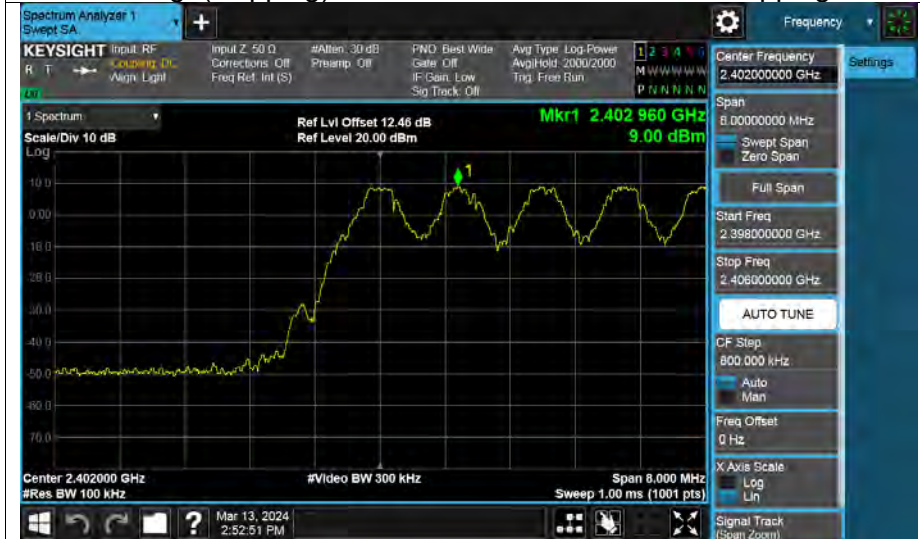 Spectrum Analyzer 1
Swept SA
+
Frequency
KEYSIGHT
R T
Input: RF
Coupling: DC
Align: Light
Input Z: 50 Ω
Corrections: Off
Freq Ref: Int (S)
#Atten: 30 dB
Preamp: Off
PNO: Best Wide
Gate: Off
IF Gain: Low
Sig Track: Off
Avg Type: Log-Power
Avg|Hold: 2000/2000
Trig: Free Run
1 2 3 4 5 6
M W W W W W
P N N N N N
Center Frequency
2.402000000 GHz
Settings
Span
8.00000000 MHz
Swept Span
Zero Span
Full Span
Start Freq
2.398000000 GHz
Stop Freq
2.406000000 GHz
AUTO TUNE
CF Step
800.000 kHz
Auto
Man
Freq Offset
0 Hz
X Axis Scale
Log
Lin
Signal Track
(Span Zoom)
1 Spectrum
Scale/Div 10 dB
Log
Ref Lvl Offset 12.46 dB
Ref Level 20.00 dBm
Mkr1 2.402 960 GHz
9.00 dBm
1
10.0
0.00
-40.0
-50.0
-60.0
Center 2.402000 GHz
#Res BW 100 kHz
#Video BW 300 kHz
Span 8.000 MHz
Sweep 1.00 ms (1001 pts)
?
Mar 13, 2024
2:52:51 PM